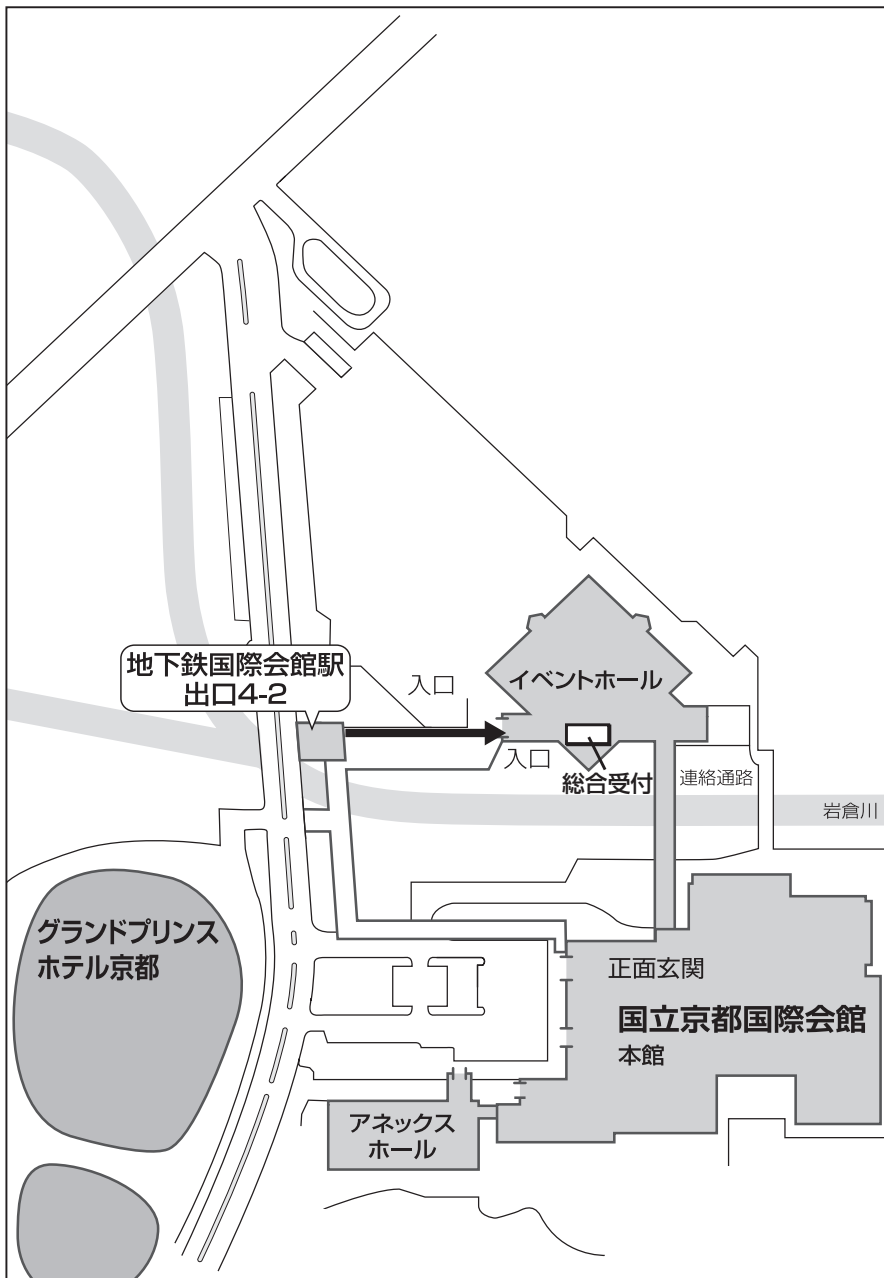 地下鉄国際会館駅
出口4-2
入口
イベントホール
入口
総合受付
連絡通路
岩倉川
グランドプリンス
ホテル京都
正面玄関
国立京都国際会館
本館
アネックス
ホール